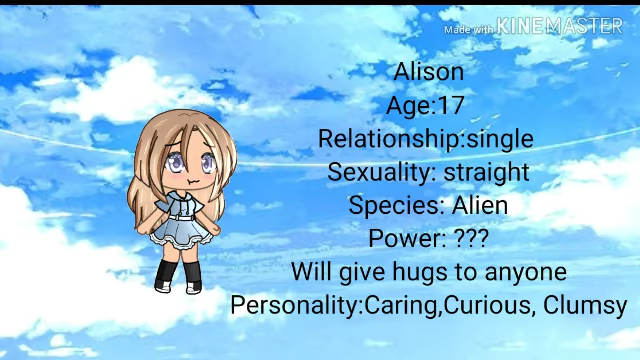 Made with KINEMASTER
Alison
Age:17
Relationship:single
Sexuality: straight
Species: Alien
Power: ???
Will give hugs to anyone
Personality:Caring,Curious, Clumsy